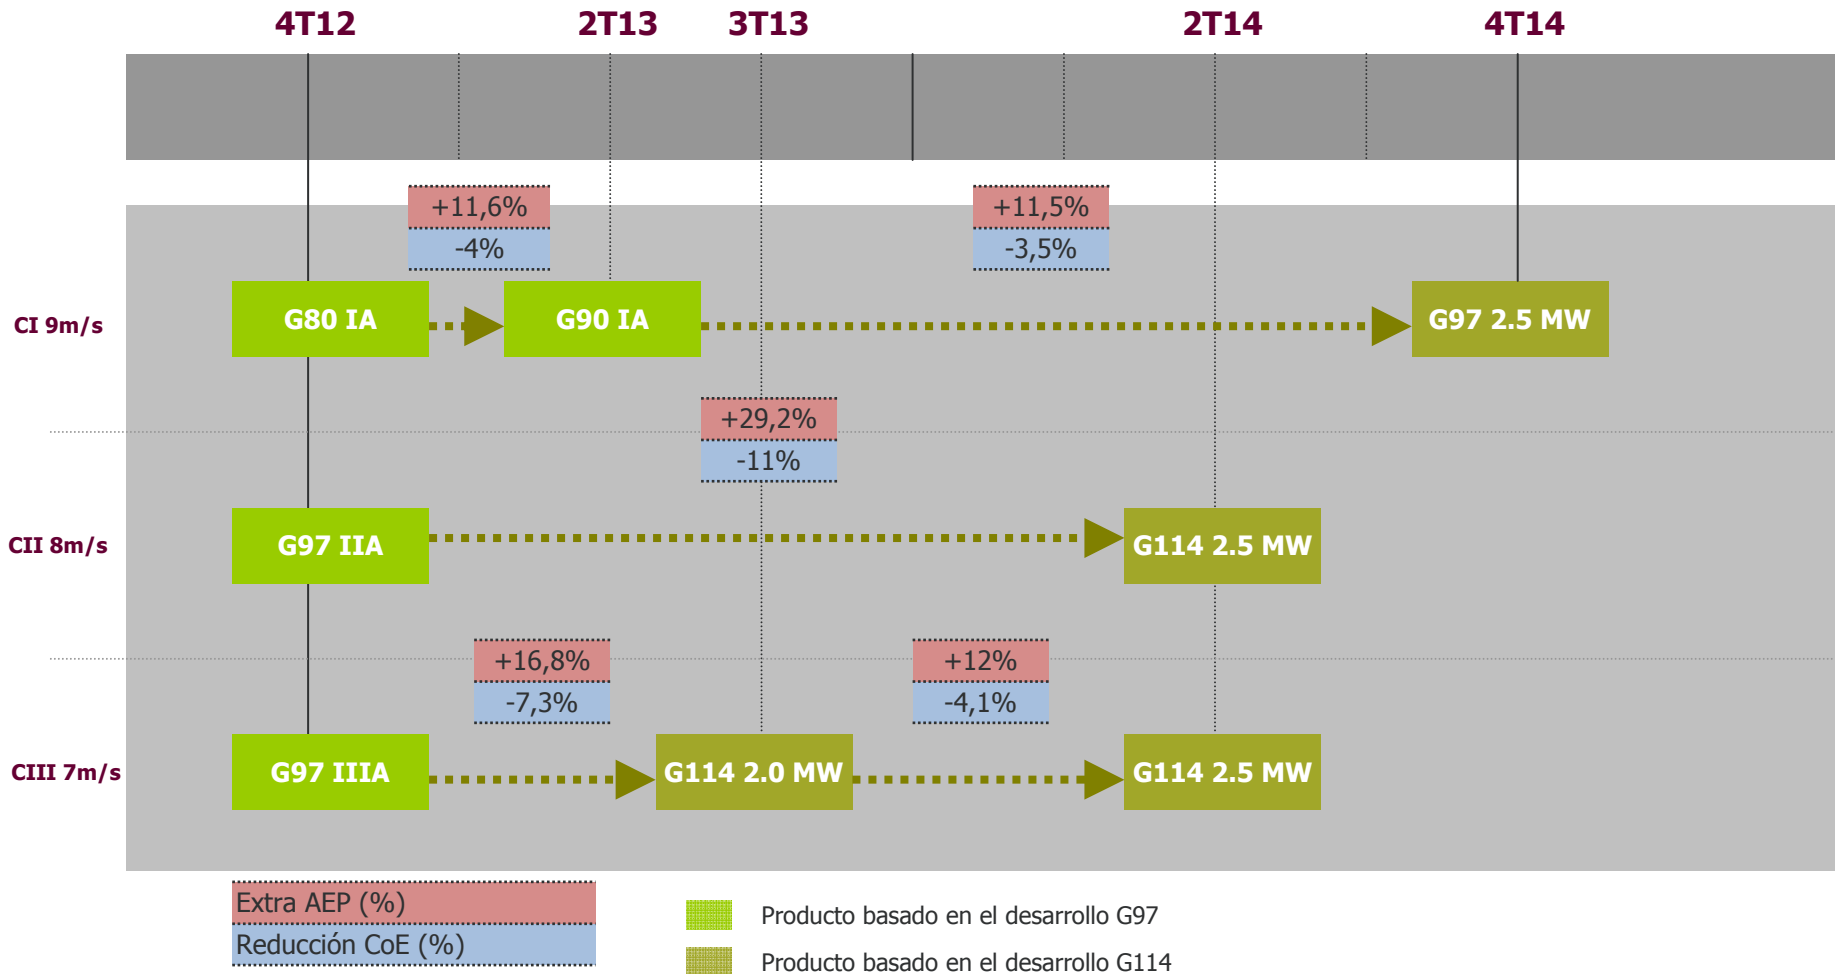 4T12 2T13 3T13 2T14 4T14
+11,6% +11,5%
-4% -3,5%
CI 9m/s G80 IA G90 IA G97 2.5 MW
+29,2%
-11%
CII 8m/s G97 IIA G114 2.5 MW
+16,8% +12%
-7,3% -4,1%
CIII 7m/s G97 IIIA G114 2.0 MW G114 2.5 MW
Extra AEP (%)
Reducción CoE (%)
Producto basado en el desarrollo G97
Producto basado en el desarrollo G114